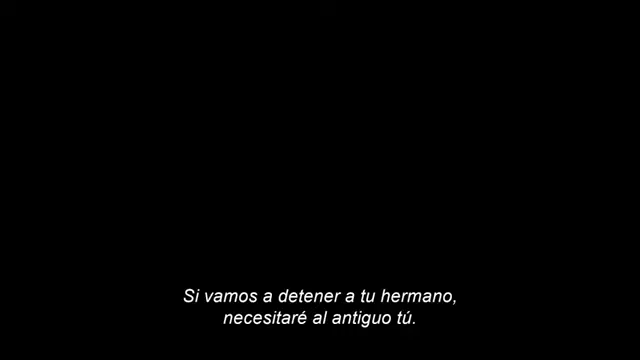 Si vamos a detener a tu hermano,
necesitaré al antiguo tú.